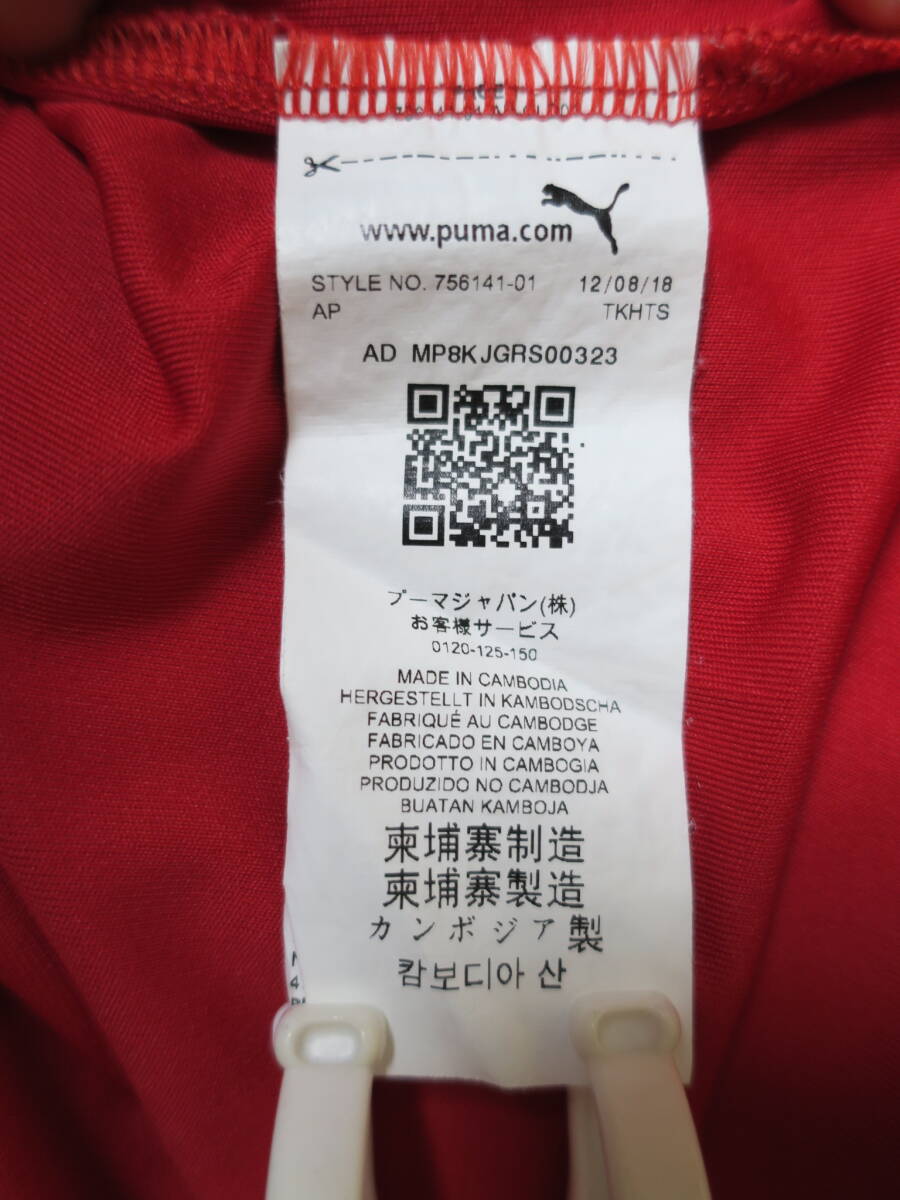 www.puma.com
STYLE NO. 756141-01 12/08/18
AP TKHTS
AD MP8KJGRS00323
プーマジャパン(株)
お客様サービス
0120-125-150
MADE IN CAMBODIA
HERGESTELLT IN KAMBODSCHA
FABRIQUÉ AU CAMBODGE
FABRICADO EN CAMBOYA
PRODOTTO IN CAMBOGIA
PRODUZIDO NO CAMBODJA
BUATAN KAMBOJA
柬埔寨制造
柬埔寨製造
カンボジア製
캄보디아 산